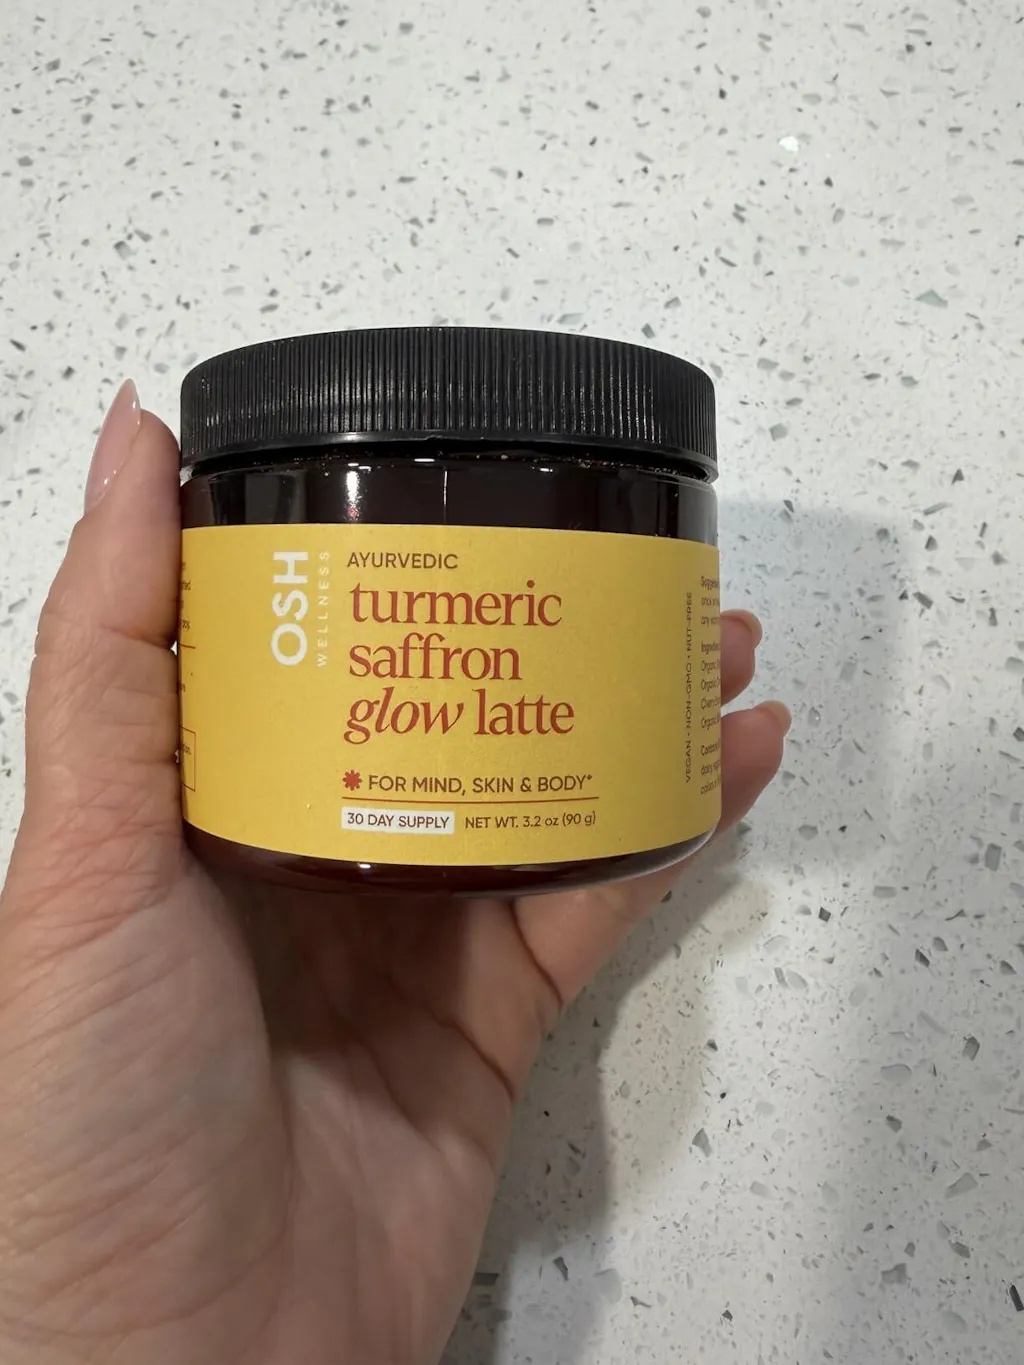 OSH
WELLNESS
AYURVEDIC
turmeric
saffron
glow latte
FOR MIND, SKIN & BODY*
30 DAY SUPPLY NET WT. 3.2 oz (90 g)
VEGAN • NON-GMO • NUT-FREE